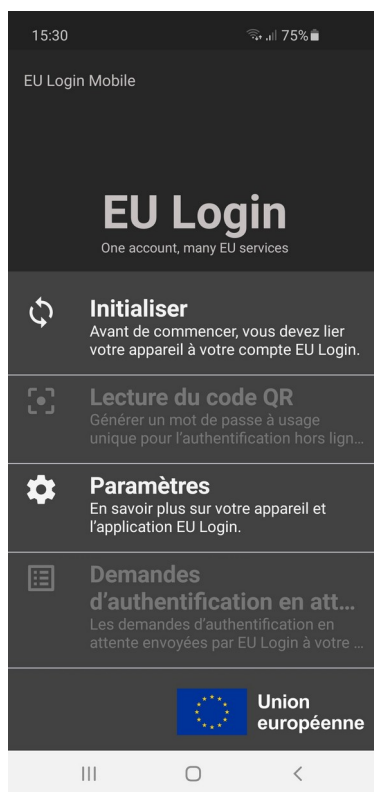 15:30 75%
EU Login Mobile
EU Login
One account, many EU services
Initialiser
Avant de commencer, vous devez lier
votre appareil à votre compte EU Login.
Lecture du code QR
Générer un mot de passe à usage
unique pour l'authentification hors lign...
Paramètres
En savoir plus sur votre appareil et
l'application EU Login.
Demandes
d'authentification en att...
Les demandes d'authentification en
attente envoyées par EU Login à votre ...
Union
européenne